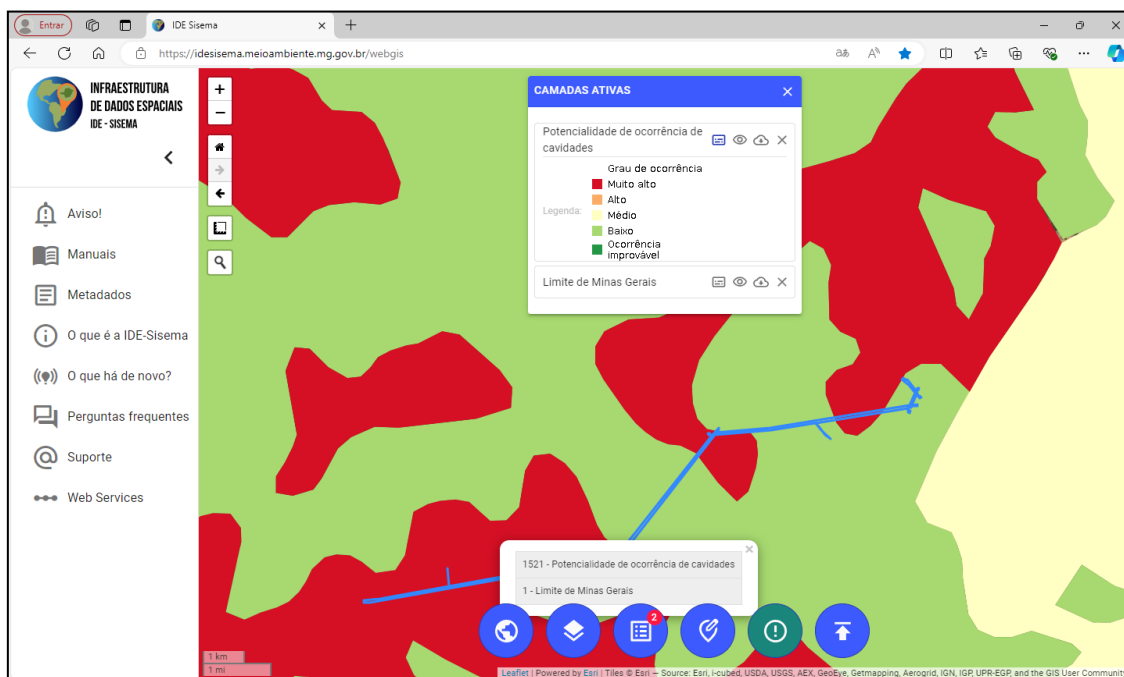 Entrar
IDE Sisema
https://idesisema.meioambiente.mg.gov.br/webgis
INFRAESTRUTURA
DE DADOS ESPACIAIS
IDE - SISEMA
Aviso!
Manuais
Metadados
O que é a IDE-Sisema
O que há de novo?
Perguntas frequentes
Suporte
Web Services
CAMADAS ATIVAS
Potencialidade de ocorrência de
cavidades
Legenda:
Grau de ocorrência
Muito alto
Alto
Médio
Baixo
Ocorrência
improvável
Limite de Minas Gerais
1521 - Potencialidade de ocorrência de cavidades
1 - Limite de Minas Gerais
2
1 km
1 mi
Leaflet | Powered by Esri | Tiles © Esri — Source: Esri, i-cubed, USDA, USGS, AEX, GeoEye, Getmapping, Aerogrid, IGN, IGP, UPR-EGP, and the GIS User Community